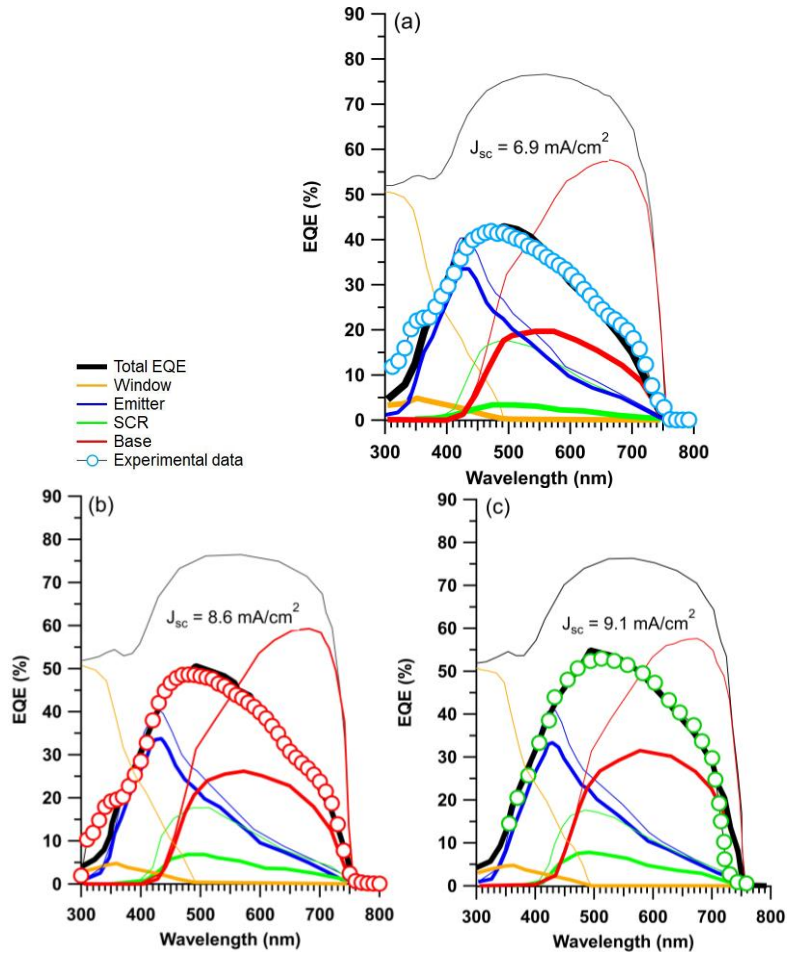 (a)
90
80
70
60
50
40
30
20
10
0
EQE (%)
J_sc = 6.9 mA/cm²
300 400 500 600 700 800
Wavelength (nm)
Total EQE
Window
Emitter
SCR
Base
Experimental data
(b)
90
80
70
60
50
40
30
20
10
0
EQE (%)
J_sc = 8.6 mA/cm²
300 400 500 600 700 800
Wavelength (nm)
(c)
90
80
70
60
50
40
30
20
10
0
EQE (%)
J_sc = 9.1 mA/cm²
300 400 500 600 700 800
Wavelength (nm)